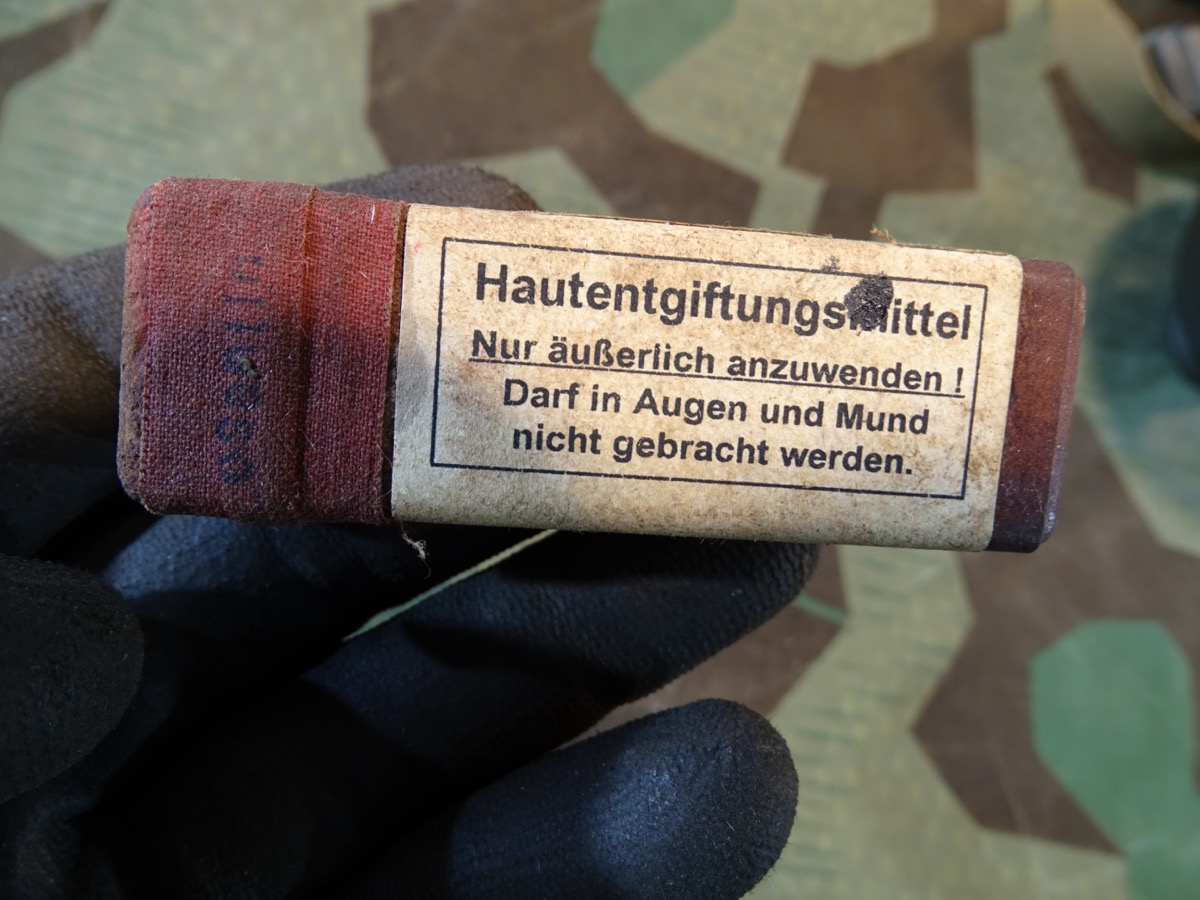 Hautentgiftungsmittel
Nur äußerlich anzuwenden !
Darf in Augen und Mund
nicht gebracht werden.